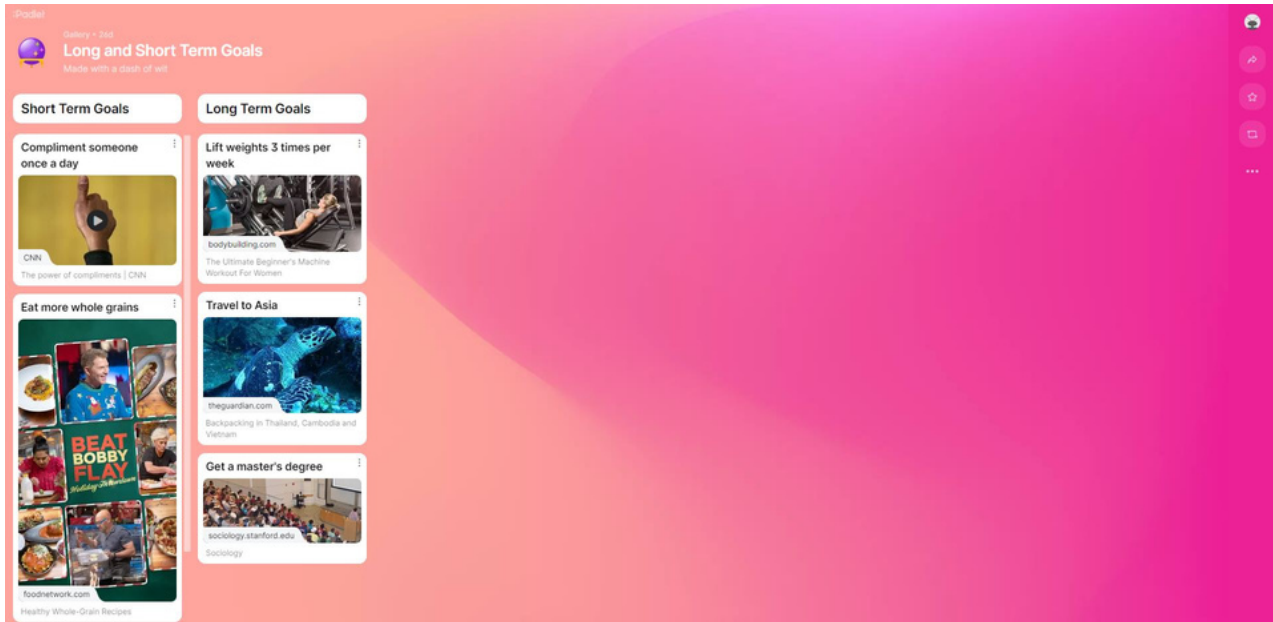 :Padlet
Gallery • 26d
Long and Short Term Goals
Made with a dash of wit
Short Term Goals
Compliment someone
once a day
CNN
The power of compliments | CNN
Eat more whole grains
BEAT
BOBBY
FLAY
Holiday Throwdown
foodnetwork.com
Healthy Whole-Grain Recipes
Long Term Goals
Lift weights 3 times per
week
bodybuilding.com
The Ultimate Beginner's Machine
Workout For Women
Travel to Asia
theguardian.com
Backpacking in Thailand, Cambodia and
Vietnam
Get a master's degree
sociology.stanford.edu
Sociology